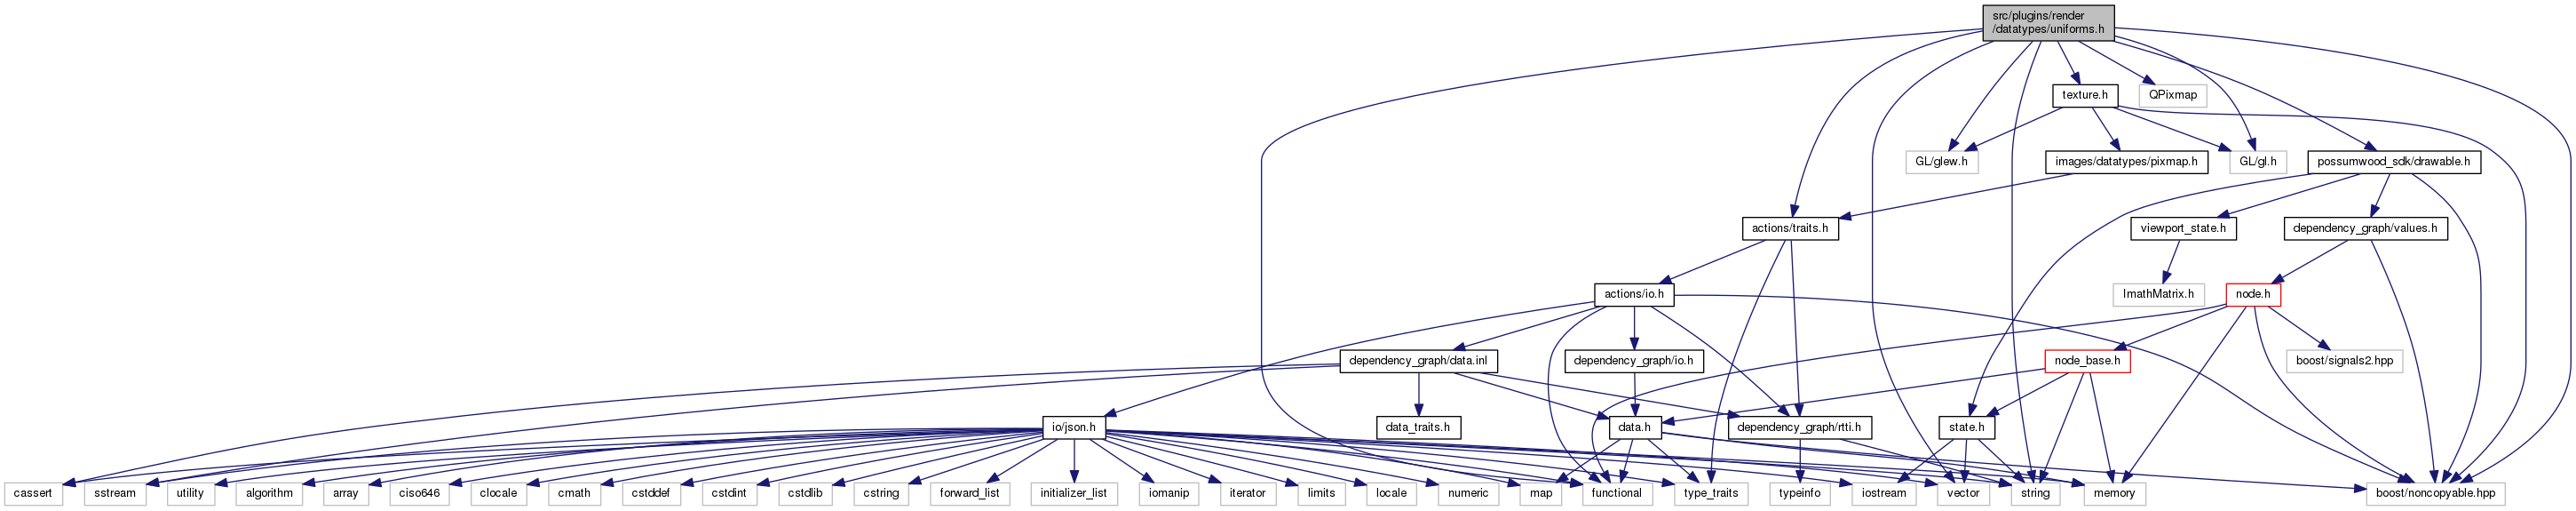 src/plugins/render
/datatypes/uniforms.h
texture.h
QPixmap
GL/glew.h
images/datatypes/pixmap.h
GL/gl.h
possumwood_sdk/drawable.h
actions/traits.h
viewport_state.h
dependency_graph/values.h
actions/io.h
ImathMatrix.h
node.h
dependency_graph/data.inl
dependency_graph/io.h
node_base.h
boost/signals2.hpp
io/json.h
data_traits.h
data.h
dependency_graph/rtti.h
state.h
cassert
sstream
utility
algorithm
array
ciso646
clocale
cmath
cstddef
cstdint
cstdlib
cstring
forward_list
initializer_list
iomanip
iterator
limits
locale
numeric
map
functional
type_traits
typeinfo
iostream
vector
string
memory
boost/noncopyable.hpp